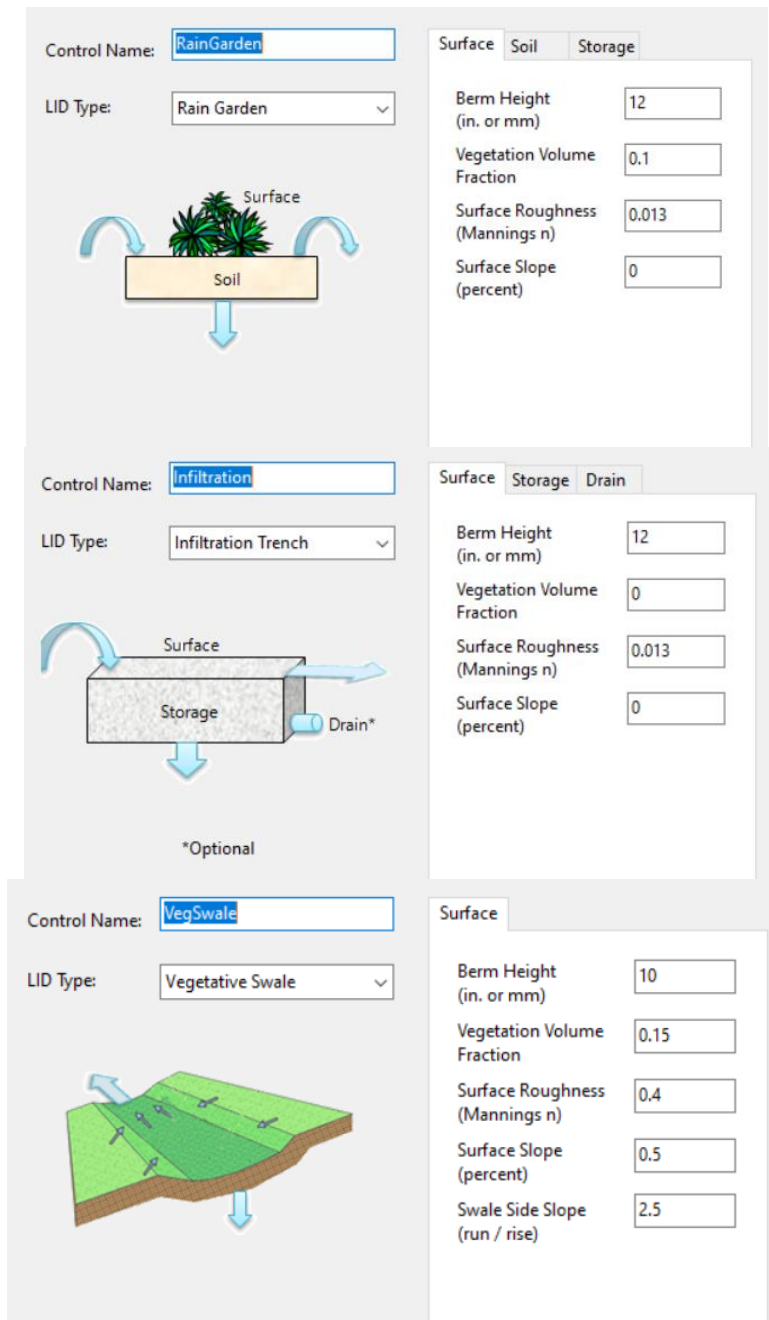 Control Name: RainGarden
LID Type: Rain Garden
Surface
Soil
Surface Soil Storage
Berm Height
(in. or mm)
12
Vegetation Volume
Fraction
0.1
Surface Roughness
(Mannings n)
0.013
Surface Slope
(percent)
0
Control Name: Infiltration
LID Type: Infiltration Trench
Surface
Storage
Drain*
*Optional
Surface Storage Drain
Berm Height
(in. or mm)
12
Vegetation Volume
Fraction
0
Surface Roughness
(Mannings n)
0.013
Surface Slope
(percent)
0
Control Name: VegSwale
LID Type: Vegetative Swale
Surface
Berm Height
(in. or mm)
10
Vegetation Volume
Fraction
0.15
Surface Roughness
(Mannings n)
0.4
Surface Slope
(percent)
0.5
Swale Side Slope
(run / rise)
2.5